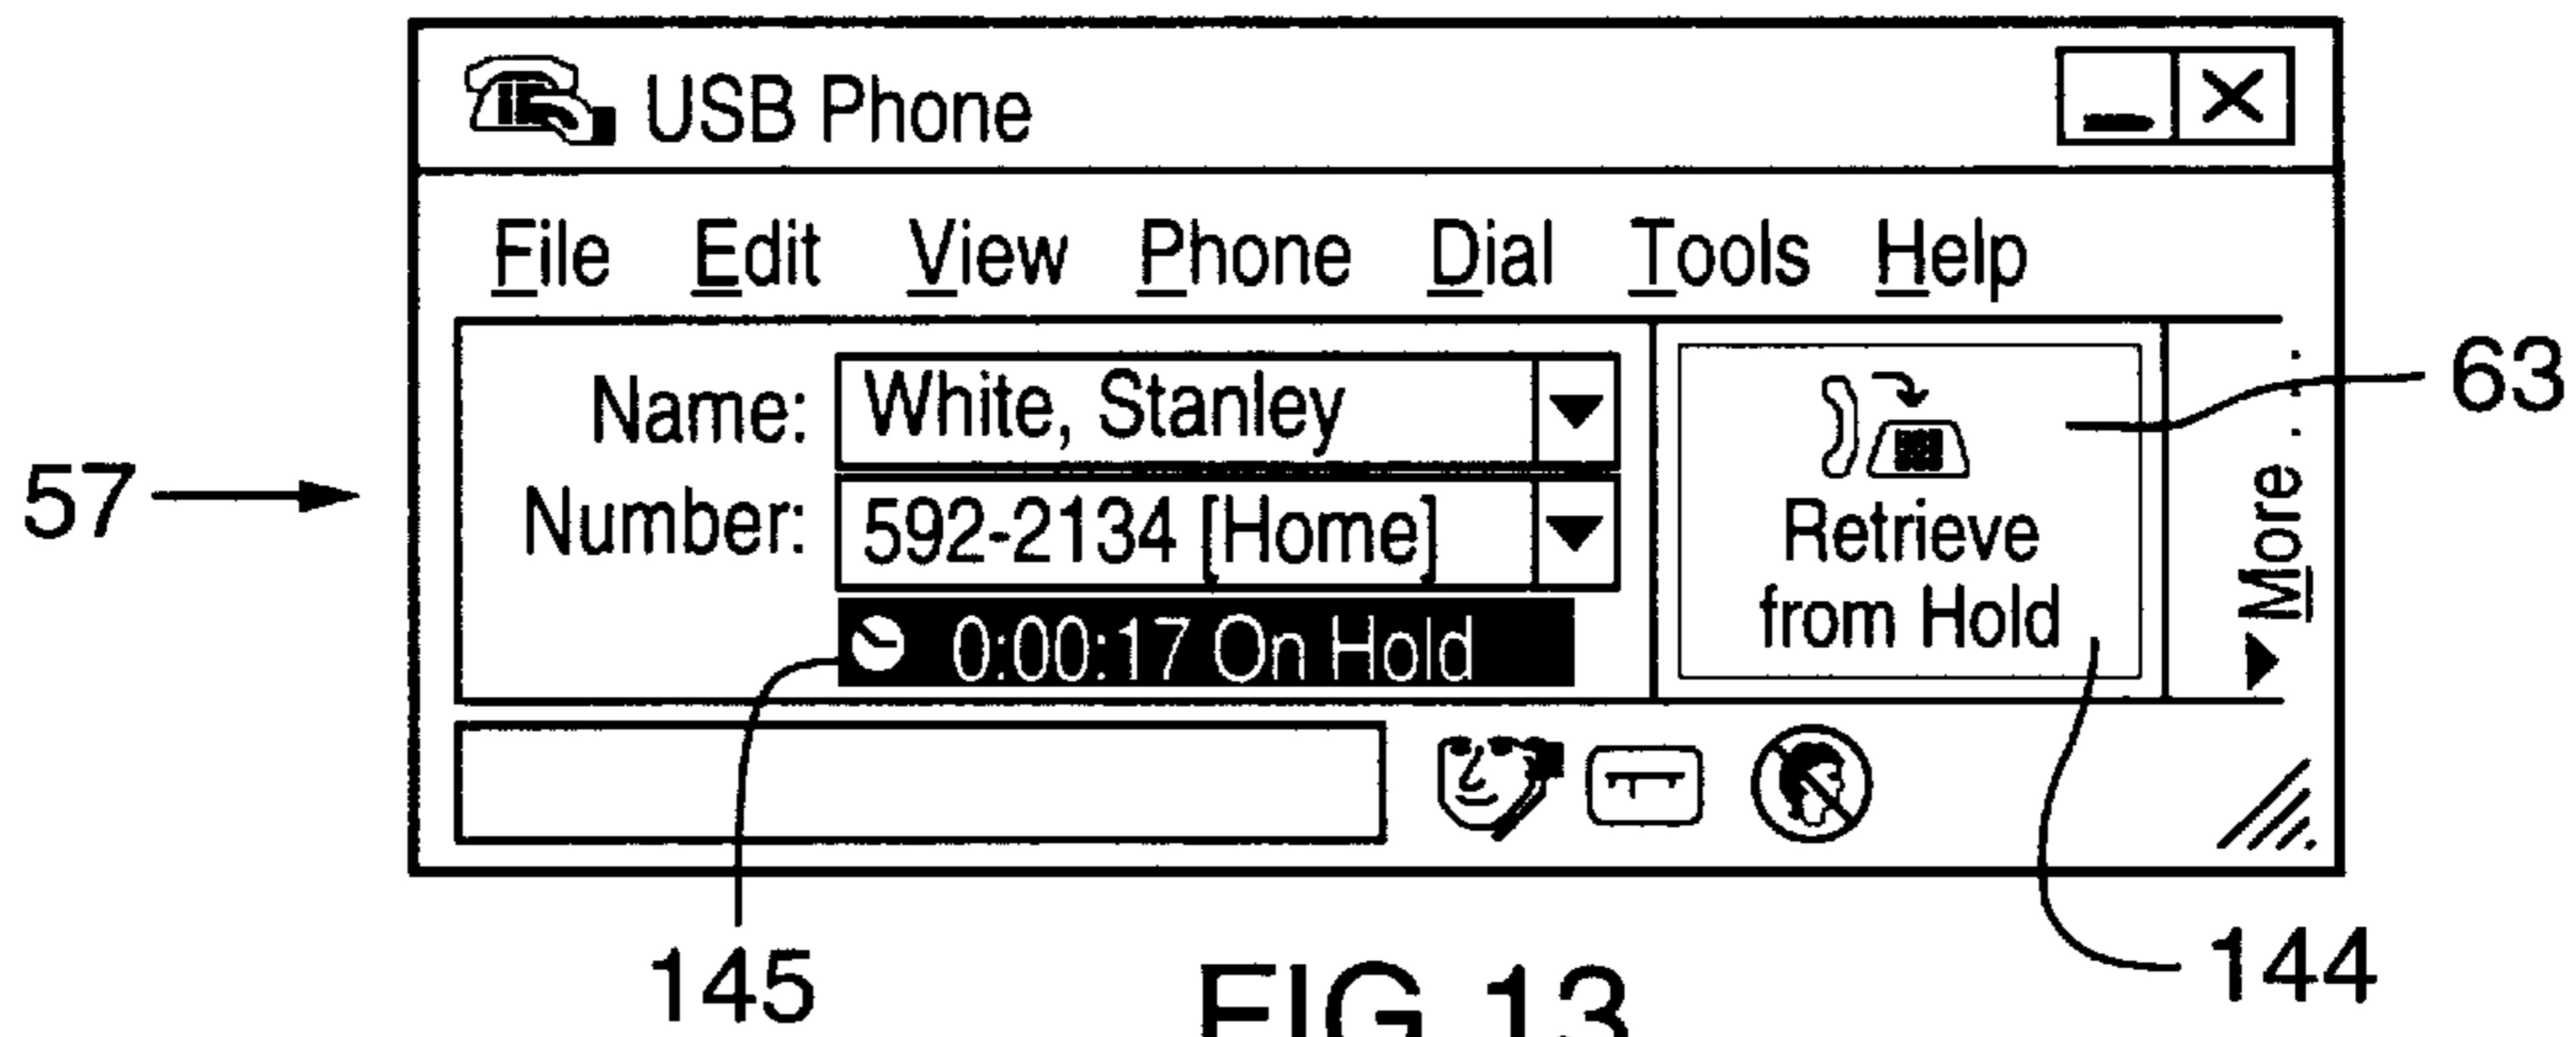 USB Phone
File Edit View Phone Dial Tools Help
Name: White, Stanley
Number: 592-2134 [Home]
0:00:17 On Hold
Retrieve
from Hold
More...
57
63
145
144
FIG.13